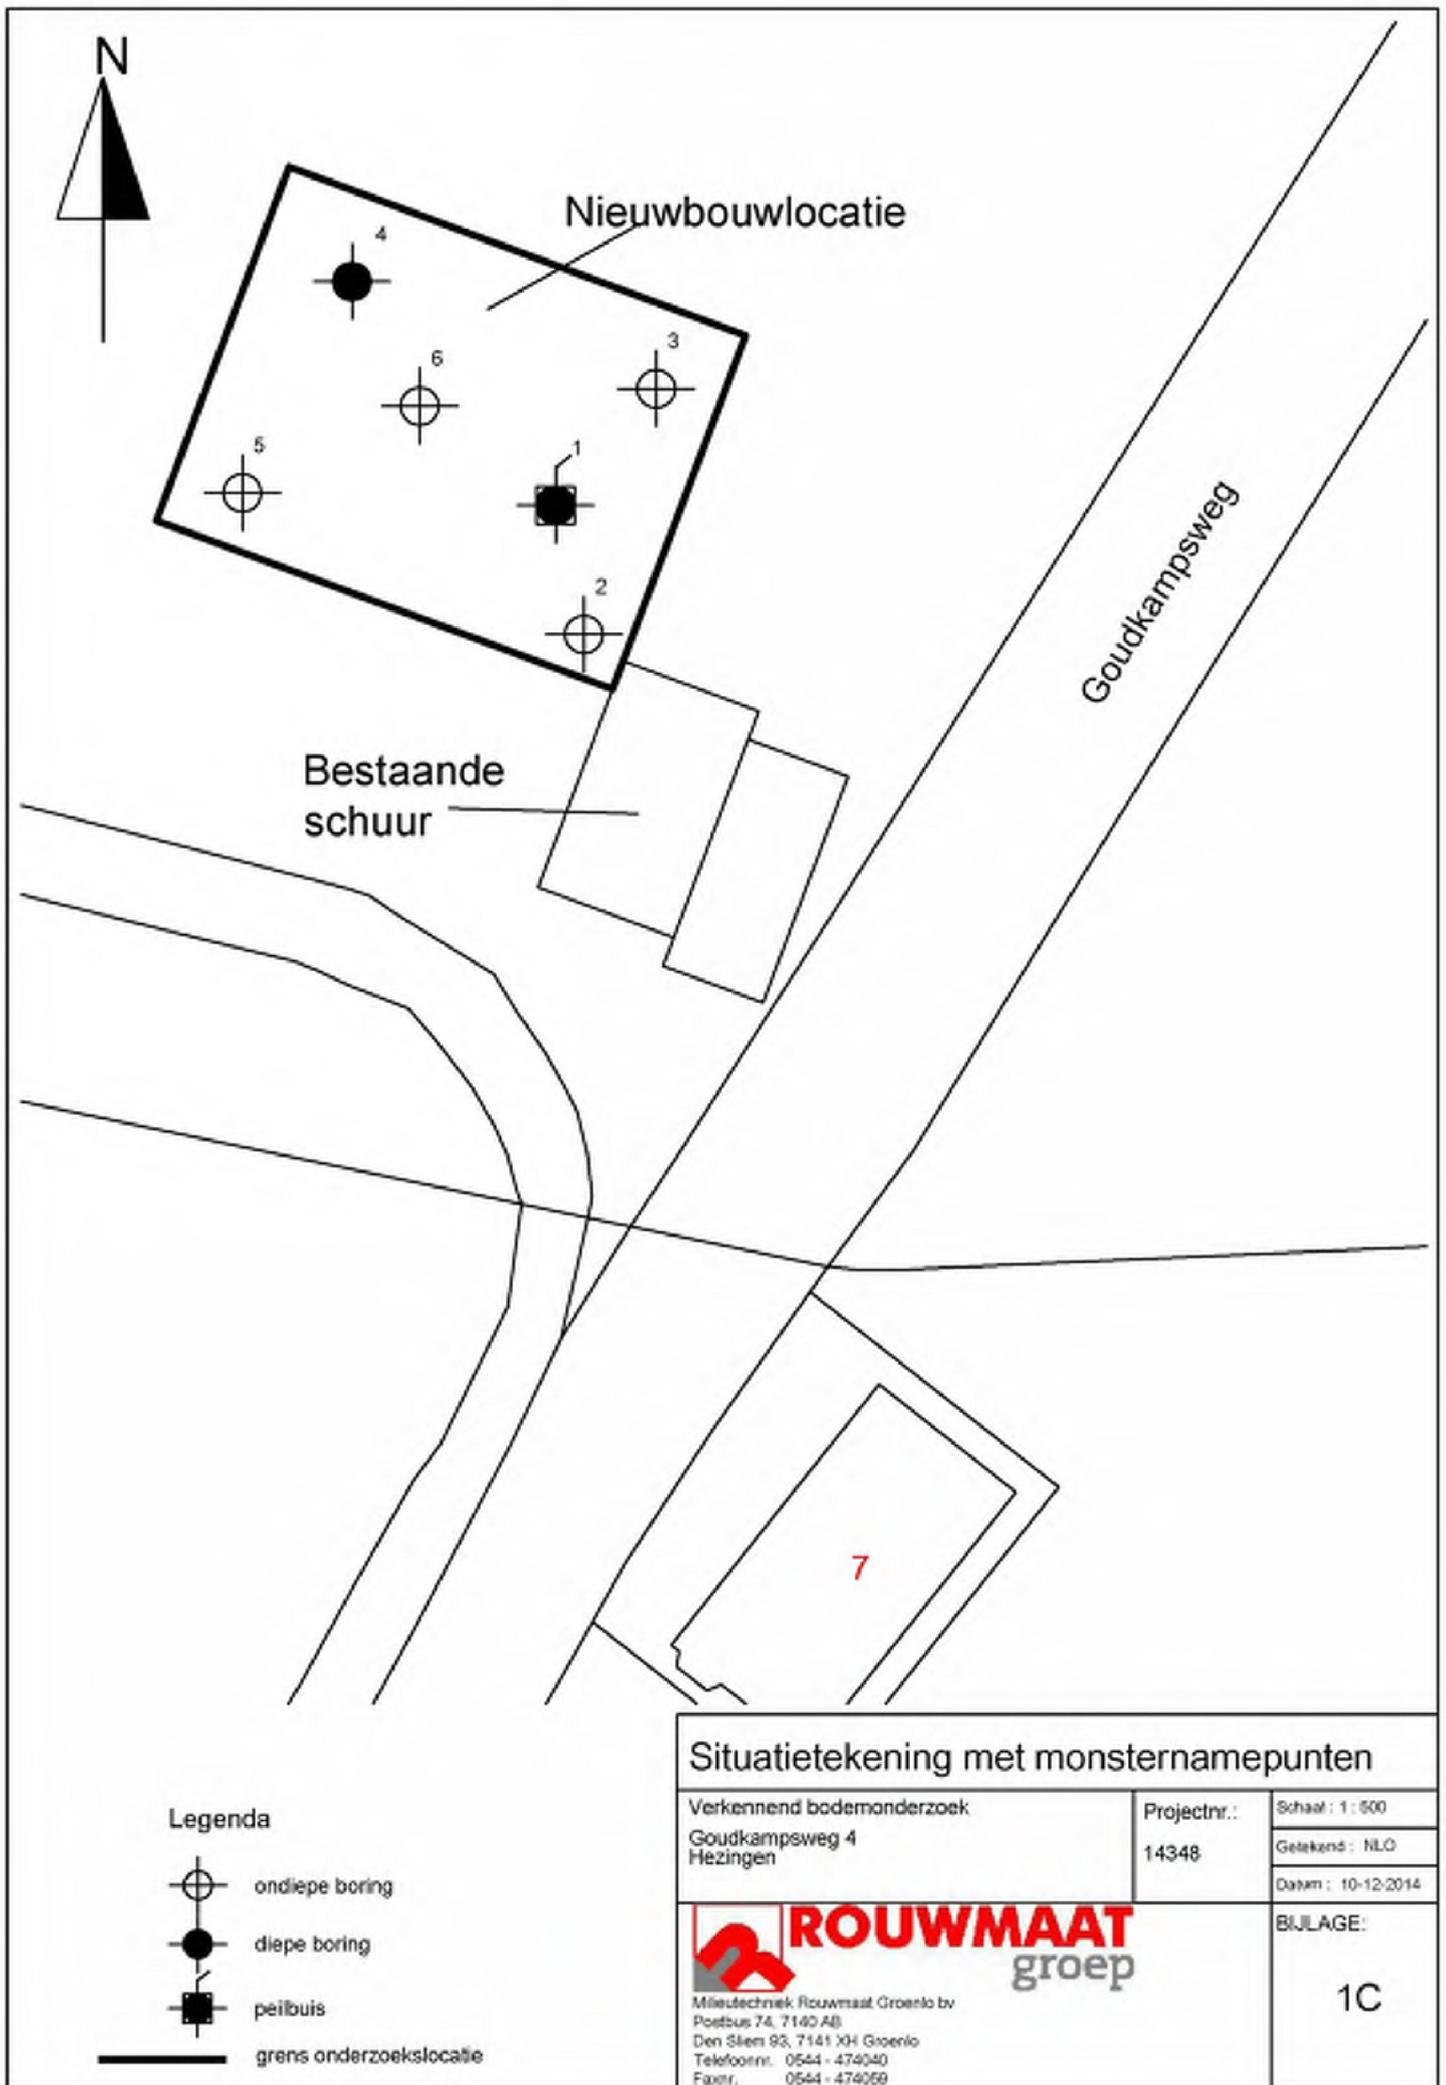 N
Nieuwbouwlocatie
4
3
6
5
1
2
Goudkampsweg
Bestaande
schuur
7
Legenda
ondiepe boring
diepe boring
peilbuis
grens onderzoekslocatie
Situatietekening met monsternamepunten
Verkennend bodemonderzoek
Goudkampsweg 4
Hezingen
Projectnr.:
14348
Schaal : 1 : 500
Getekend : NLO
Datum : 10-12-2014
ROUWMAAT
groep
Milieutechniek Rouwmaat Groenlo bv
Postbus 74, 7140 AB
Den Sliem 93, 7141 XH Groenlo
Telefoonnr. 0544 - 474040
Faxnr. 0544 - 474059
BIJLAGE:
1C